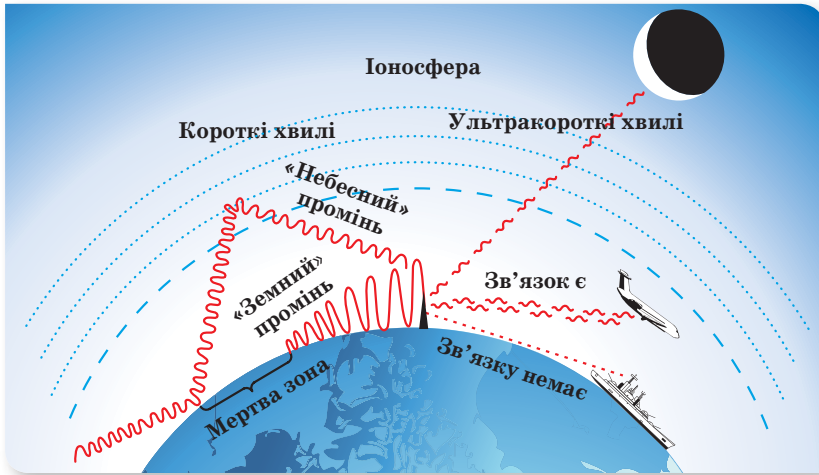 Іоносфера
Короткі хвилі
Ультракороткі хвилі
«Небесний»
промінь
«Земний»
промінь
Зв’язок є
Зв’язку немає
Мертва зона